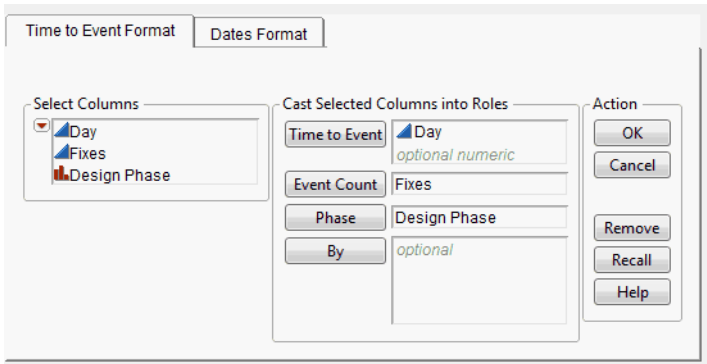 Time to Event Format
Dates Format
Select Columns
Day
Fixes
Design Phase
Cast Selected Columns into Roles
Time to Event
Day
optional numeric
Event Count
Fixes
Phase
Design Phase
By
optional
Action
OK
Cancel
Remove
Recall
Help